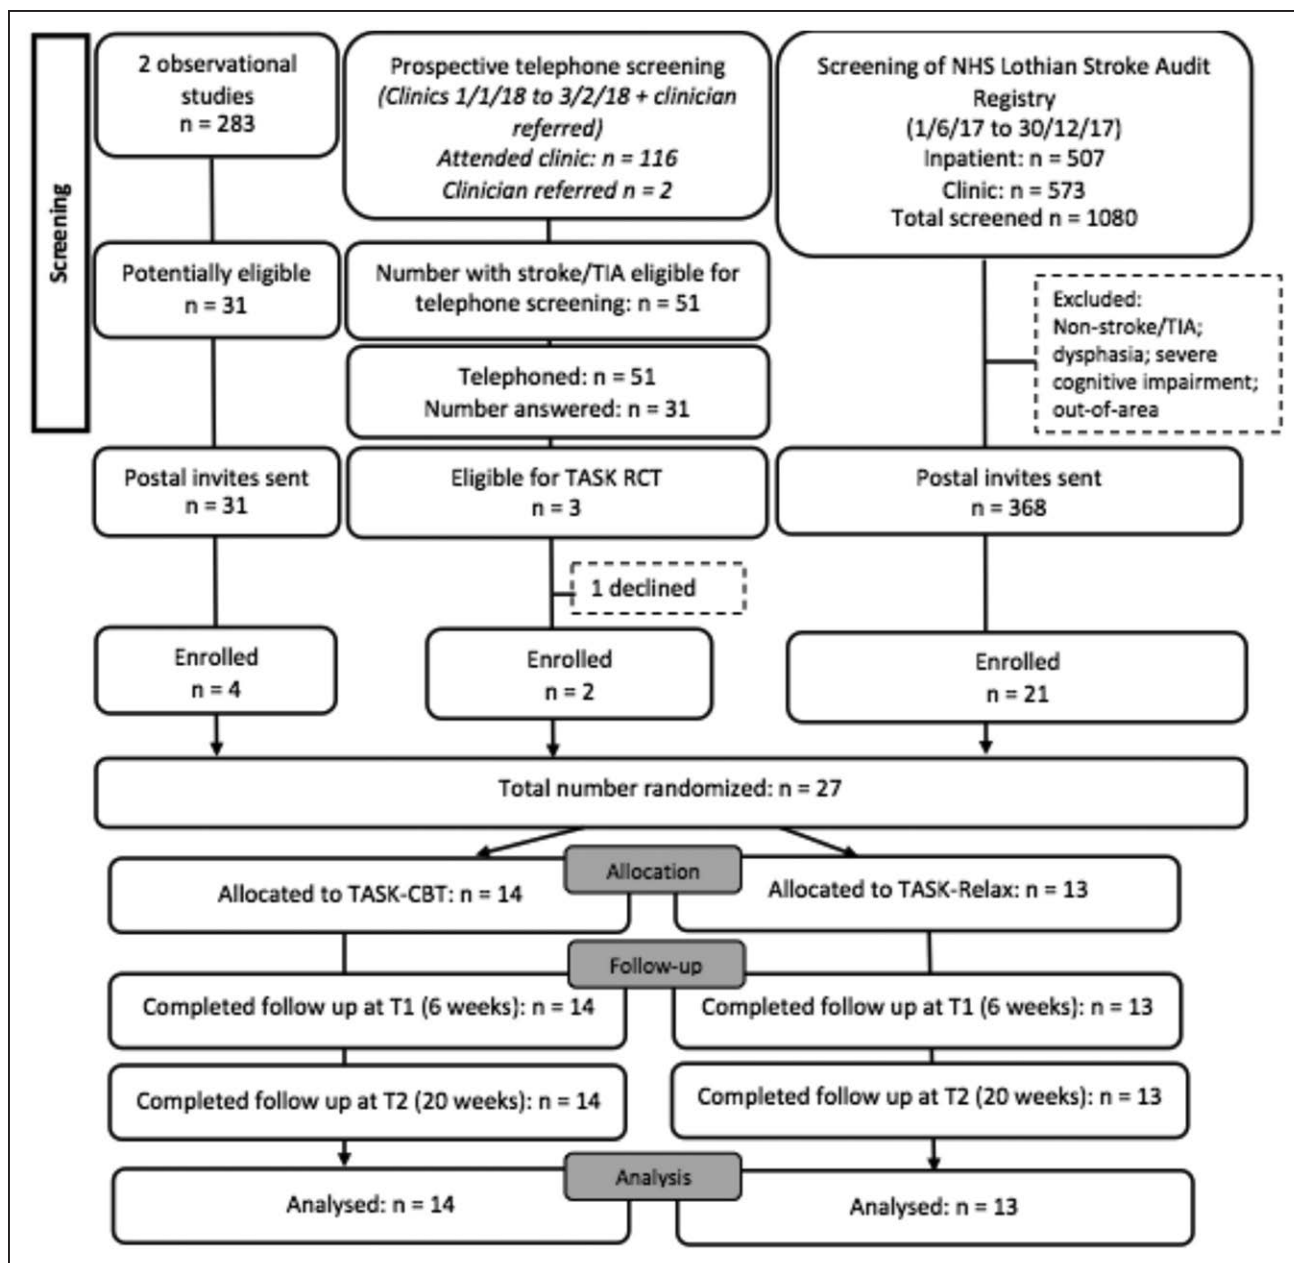 Screening
2 observational
studies
n = 283
Prospective telephone screening
(Clinics 1/1/18 to 3/2/18 + clinician
referred)
Attended clinic: n = 116
Clinician referred n = 2
Screening of NHS Lothian Stroke Audit
Registry
(1/6/17 to 30/12/17)
Inpatient: n = 507
Clinic: n = 573
Total screened n = 1080
Potentially eligible
n = 31
Number with stroke/TIA eligible for
telephone screening: n = 51
Excluded:
Non-stroke/TIA;
dysphasia; severe
cognitive impairment;
out-of-area
Telephoned: n = 51
Number answered: n = 31
Postal invites sent
n = 31
Eligible for TASK RCT
n = 3
Postal invites sent
n = 368
1 declined
Enrolled
n = 4
Enrolled
n = 2
Enrolled
n = 21
Total number randomized: n = 27
Allocation
Allocated to TASK-CBT: n = 14
Allocated to TASK-Relax: n = 13
Follow-up
Completed follow up at T1 (6 weeks): n = 14
Completed follow up at T1 (6 weeks): n = 13
Completed follow up at T2 (20 weeks): n = 14
Completed follow up at T2 (20 weeks): n = 13
Analysis
Analysed: n = 14
Analysed: n = 13